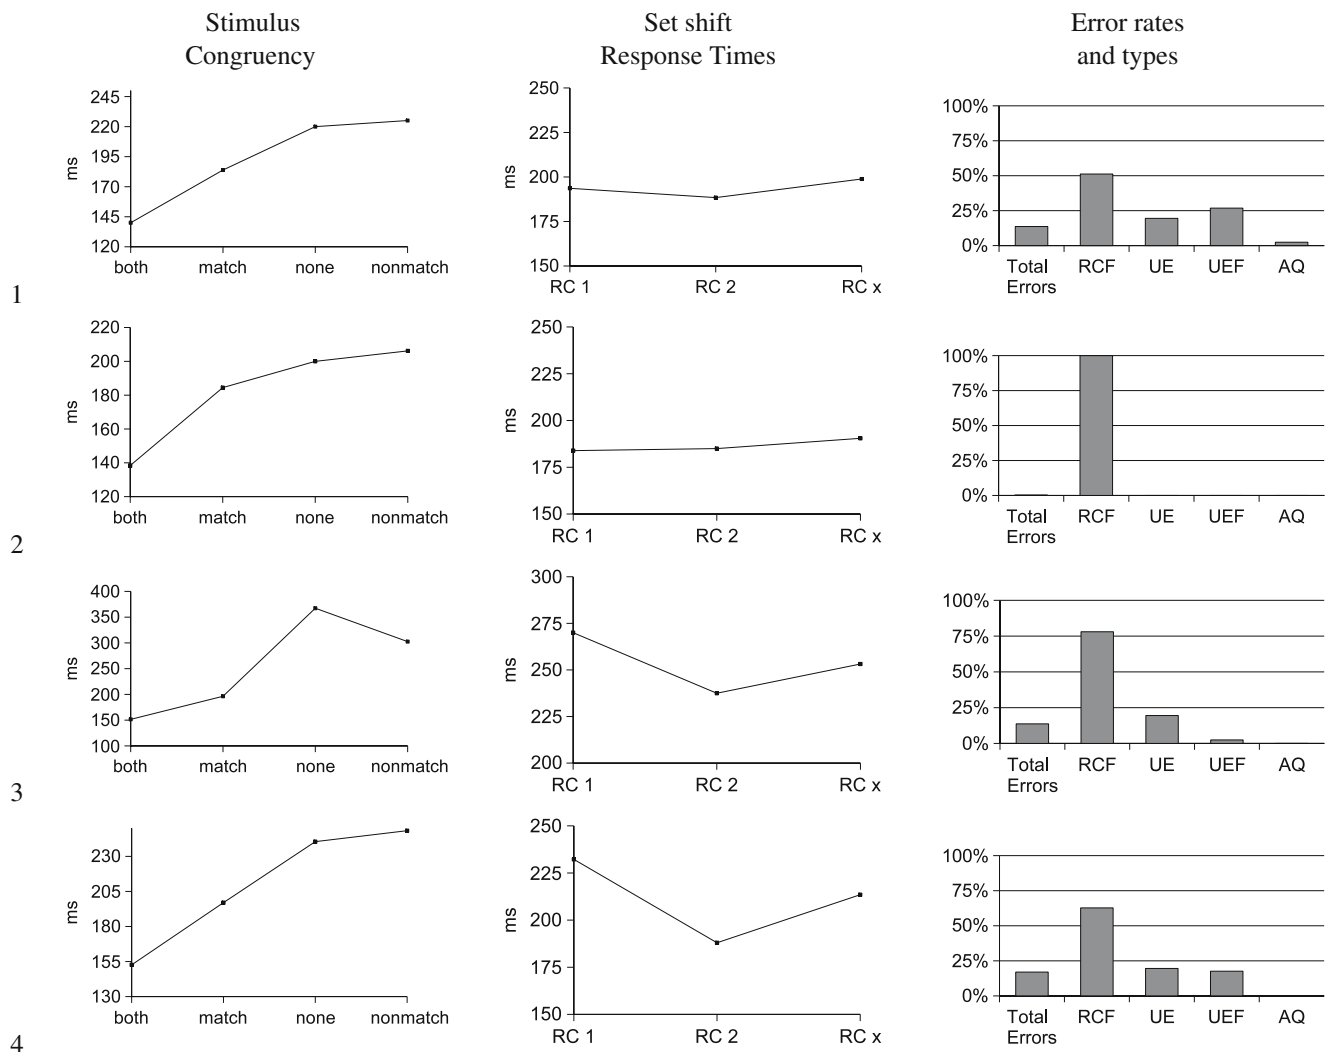 Stimulus
Congruency
Set shift
Response Times
Error rates
and types
1
245
220
195
170
145
120
ms
both match none nonmatch
250
225
200
175
150
ms
RC 1 RC 2 RC x
100%
75%
50%
25%
0%
Total RCF UE UEF AQ
Errors
2
220
200
180
160
140
120
ms
both match none nonmatch
250
225
200
175
150
ms
RC 1 RC 2 RC x
100%
75%
50%
25%
0%
Total RCF UE UEF AQ
Errors
3
400
350
300
250
200
150
100
ms
both match none nonmatch
300
275
250
225
200
ms
RC 1 RC 2 RC x
100%
75%
50%
25%
0%
Total RCF UE UEF AQ
Errors
4
230
205
180
155
130
ms
both match none nonmatch
250
225
200
175
150
ms
RC 1 RC 2 RC x
100%
75%
50%
25%
0%
Total RCF UE UEF AQ
Errors